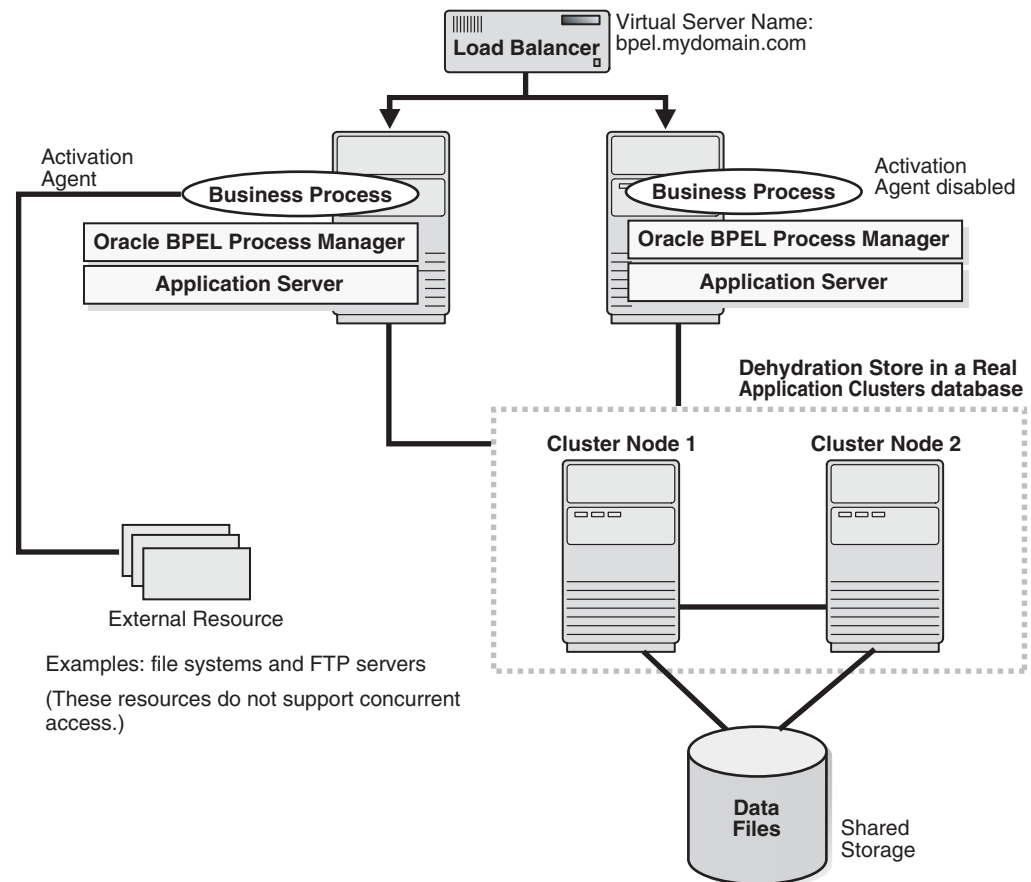 Virtual Server Name:
bpel.mydomain.com
Load Balancer
Activation
Agent
Business Process
Oracle BPEL Process Manager
Application Server
Business Process
Activation
Agent disabled
Oracle BPEL Process Manager
Application Server
Dehydration Store in a Real
Application Clusters database
Cluster Node 1
Cluster Node 2
External Resource
Examples: file systems and FTP servers
(These resources do not support concurrent
access.)
Data
Files
Shared
Storage